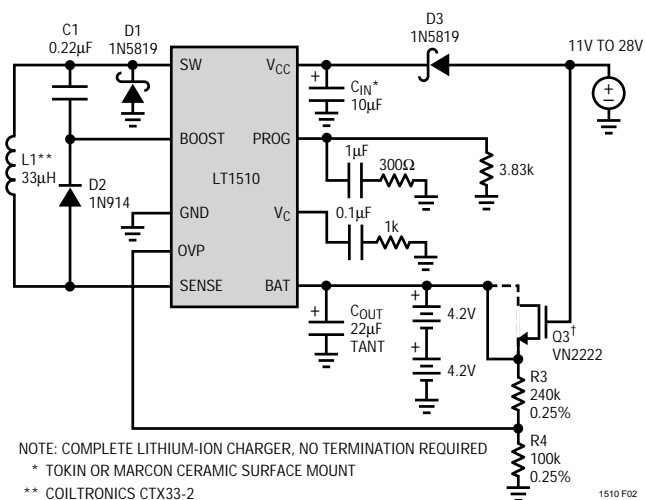 C1
0.22µF
D1
1N5819
D3
1N5819
11V TO 28V
SW
VCC
CIN*
10µF
BOOST
PROG
1µF
300Ω
3.83k
L1**
33µH
D2
1N914
LT1510
GND
VC
0.1µF
1k
OVP
SENSE
BAT
COUT
22µF
TANT
4.2V
4.2V
Q3†
VN2222
R3
240k
0.25%
R4
100k
0.25%
NOTE: COMPLETE LITHIUM-ION CHARGER, NO TERMINATION REQUIRED
* TOKIN OR MARCON CERAMIC SURFACE MOUNT
** COILTRONICS CTX33-2
1510 F02